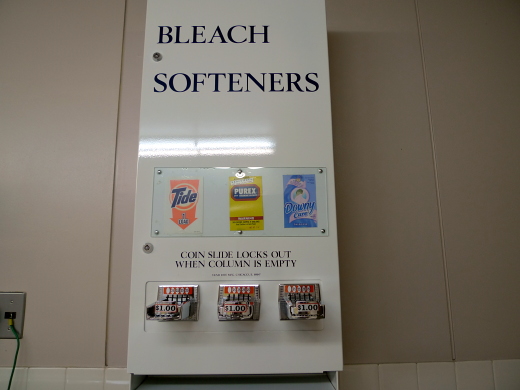 BLEACH
SOFTENERS
Tide
PUREX
Downy
Care
COIN SLIDE LOCKS OUT
WHEN COLUMN IS EMPTY
$1.00
$1.00
$1.00